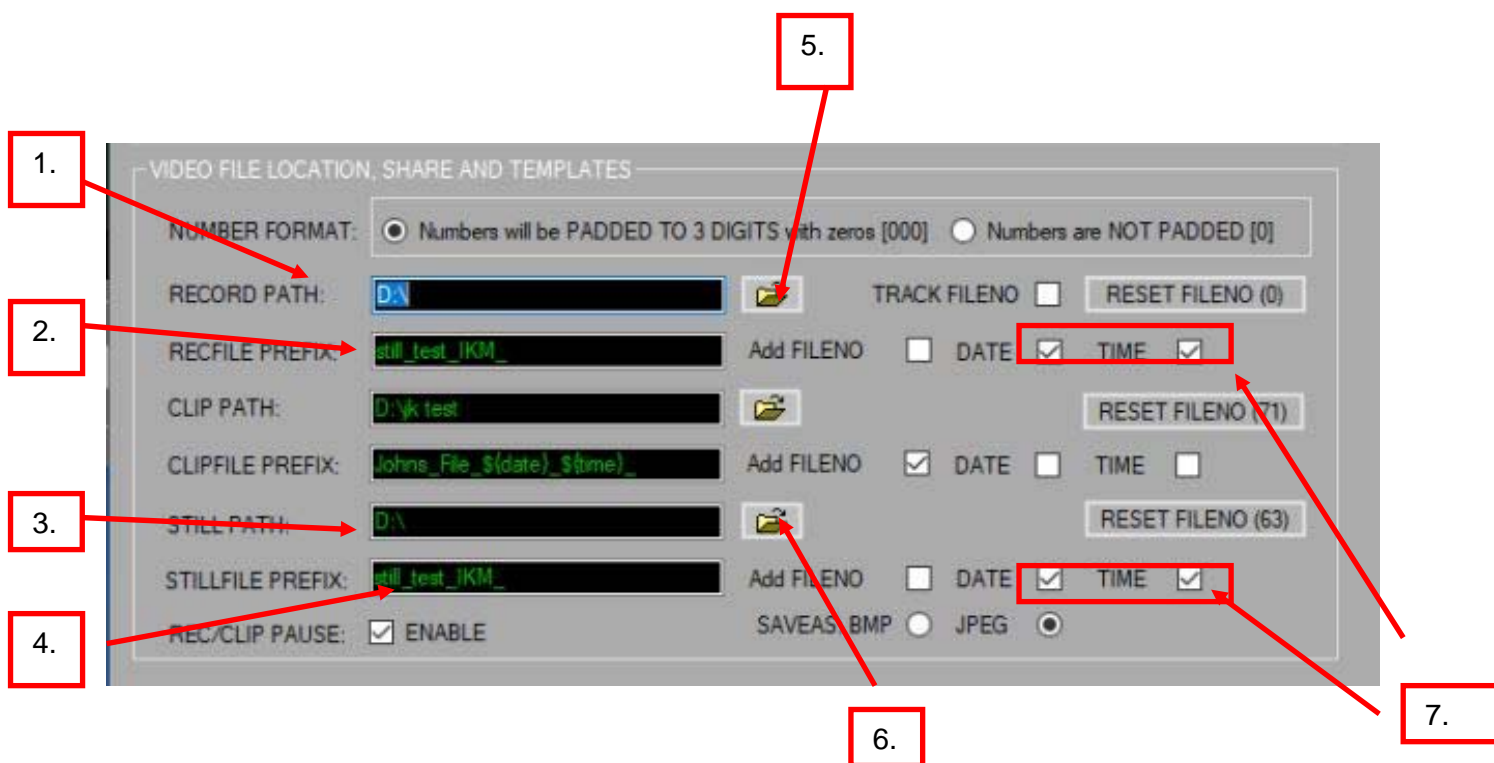 5.
1.
VIDEO FILE LOCATION, SHARE AND TEMPLATES
NUMBER FORMAT: Numbers will be PADDED TO 3 DIGITS with zeros [000] Numbers are NOT PADDED [0]
RECORD PATH: D:\ TRACK FILENO RESET FILENO (0)
2.
RECFILE PREFIX: still_test_IKM_ Add FILENO DATE TIME
CLIP PATH: D:\jk test RESET FILENO (71)
CLIPFILE PREFIX: Johns_File_${date}_${time}_ Add FILENO DATE TIME
3.
STILL PATH: D:\ RESET FILENO (63)
STILLFILE PREFIX: still_test_IKM_ Add FILENO DATE TIME
4.
REC/CLIP PAUSE: ENABLE SAVEAS: BMP JPEG
7.
6.